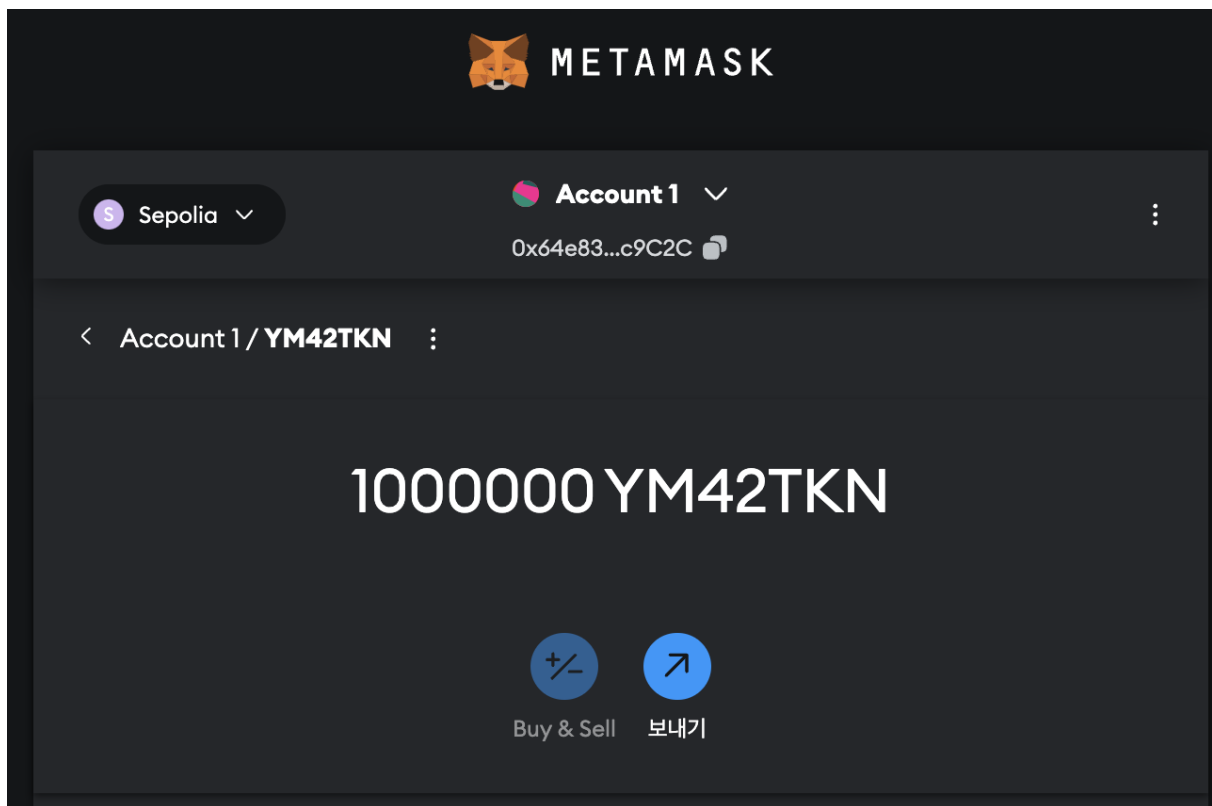 METAMASK
S Sepolia
Account 1
0x64e83...c9C2C
Account 1 / YM42TKN
1000000 YM42TKN
+/−
Buy & Sell 보내기